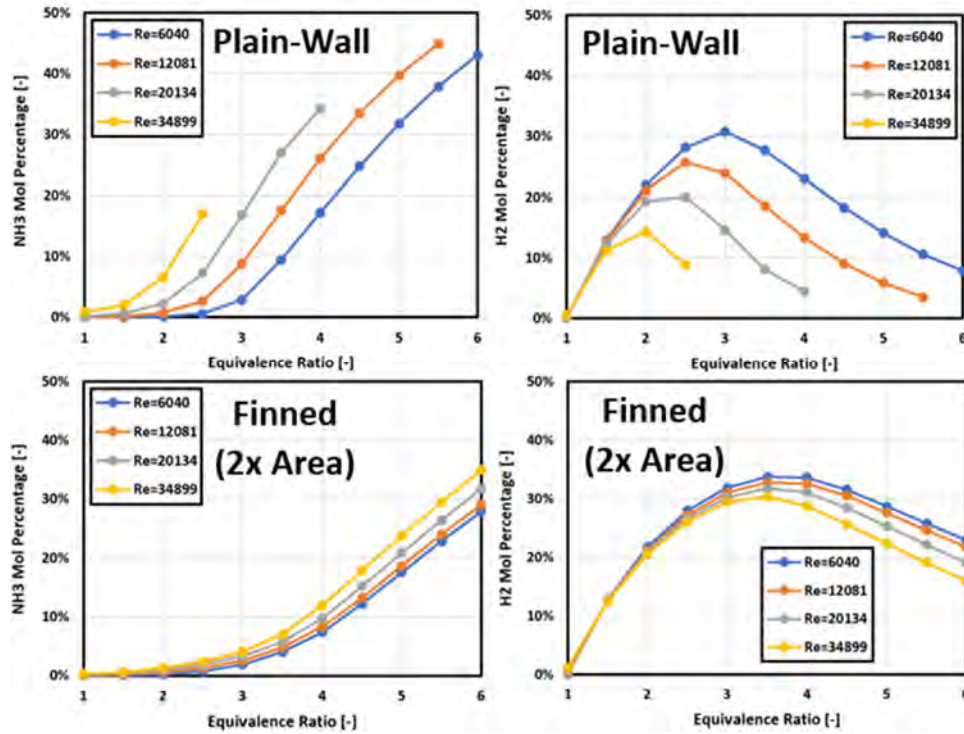 50%
40%
30%
20%
10%
0%
NH3 Mol Percentage [-]
Re=6040
Re=12081
Re=20134
Re=34899
Plain-Wall
1 2 3 4 5 6
Equivalence Ratio [-]
50%
40%
30%
20%
10%
0%
H2 Mol Percentage [-]
Plain-Wall
Re=6040
Re=12081
Re=20134
Re=34899
1 2 3 4 5 6
Equivalence Ratio [-]
50%
40%
30%
20%
10%
0%
NH3 Mol Percentage [-]
Re=6040
Re=12081
Re=20134
Re=34899
Finned
(2x Area)
1 2 3 4 5 6
Equivalence Ratio [-]
50%
40%
30%
20%
10%
0%
H2 Mol Percentage [-]
Finned
(2x Area)
Re=6040
Re=12081
Re=20134
Re=34899
1 2 3 4 5 6
Equivalence Ratio [-]